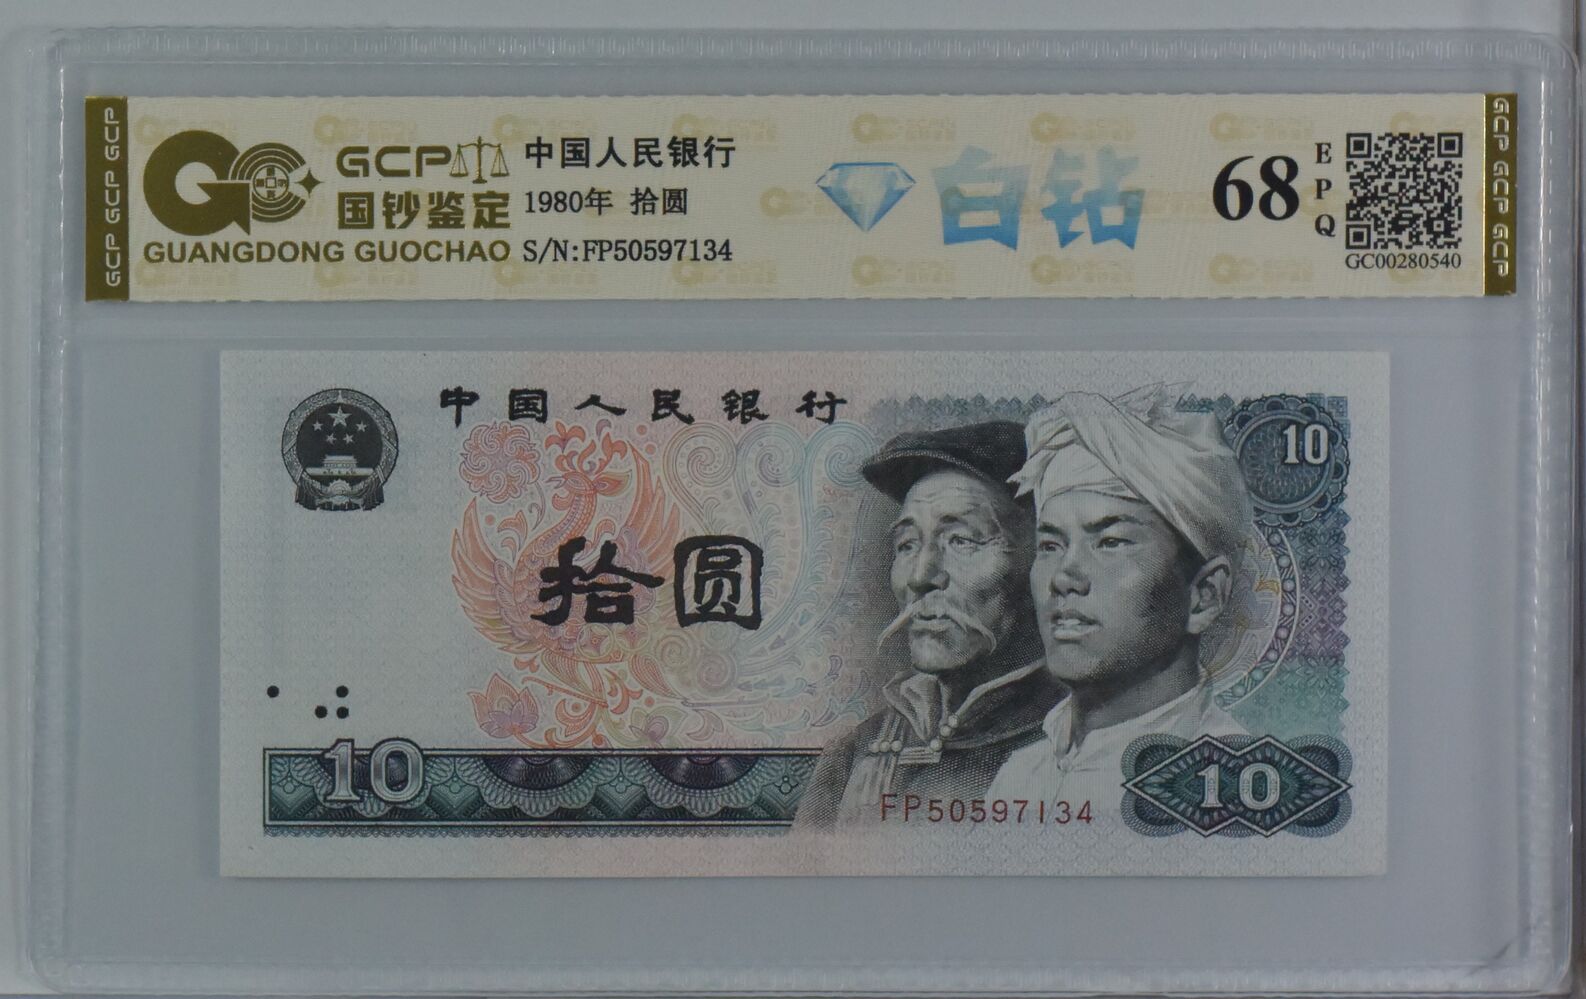 GCP GCP GCP
GCP
国钞鉴定
GUANGDONG GUOCHAO
中国人民银行
1980年 拾圆
S/N:FP50597134
白钻
68
EPQ
GC00280540
GCP GCP GCP
中国人民银行
10
拾圆
10
FP50597134
10